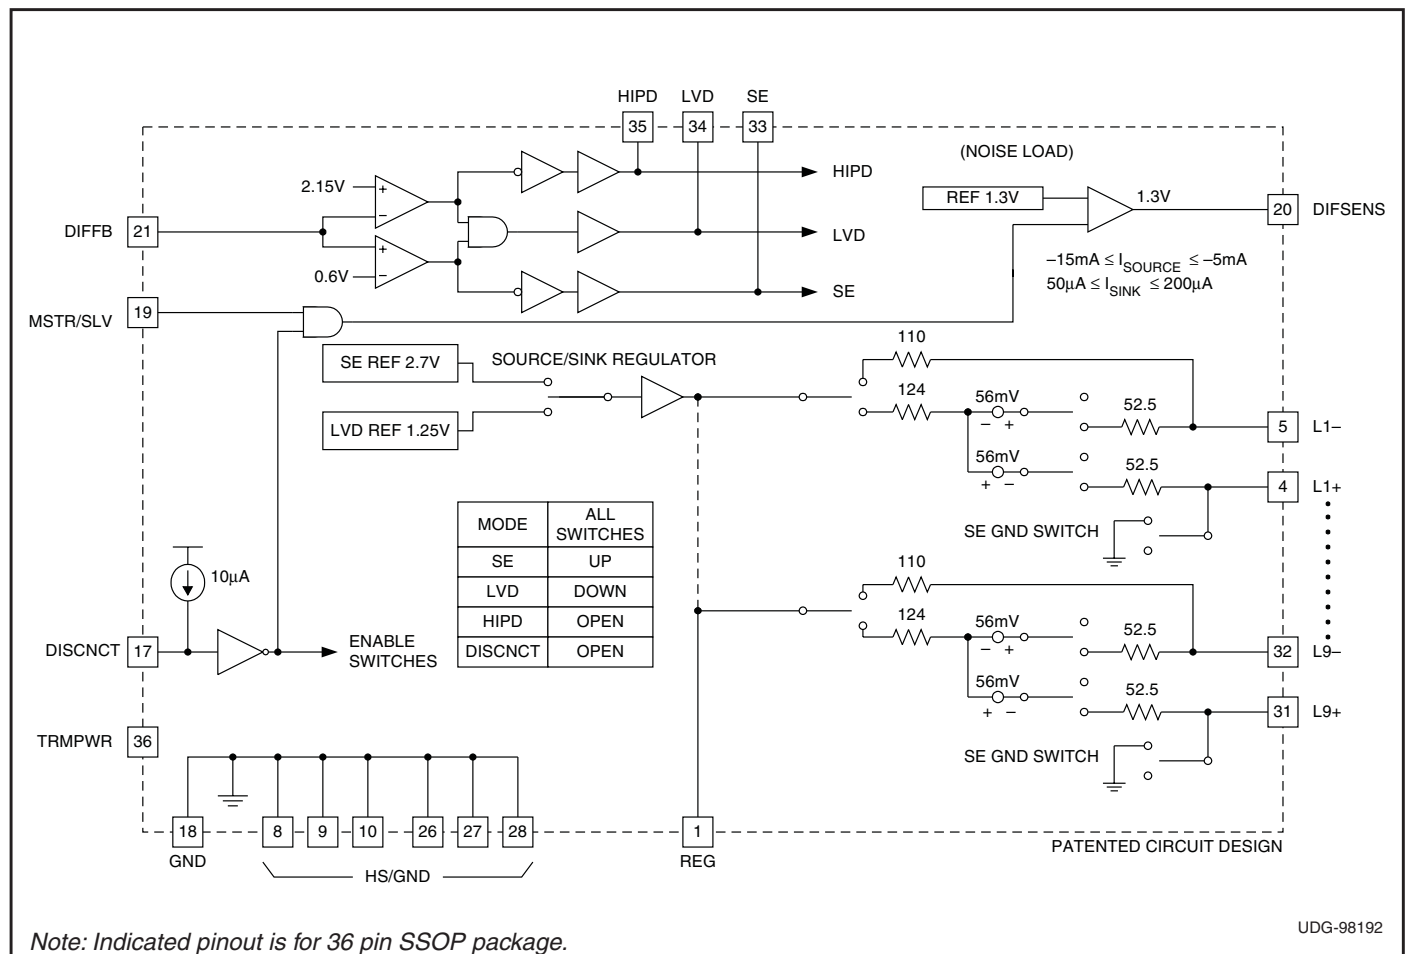 HIPD LVD SE
35 34 33
(NOISE LOAD)
2.15V
+
−
HIPD
REF 1.3V
1.3V
20 DIFSENS
DIFFB 21
LVD
+
−
0.6V
–15mA ≤ ISOURCE ≤ –5mA
50µA ≤ ISINK ≤ 200µA
SE
MSTR/SLV 19
SE REF 2.7V
SOURCE/SINK REGULATOR
LVD REF 1.25V
110
124
56mV
− +
52.5
5 L1–
56mV
+ −
52.5
4 L1+
SE GND SWITCH
MODE ALL SWITCHES
SE UP
LVD DOWN
HIPD OPEN
DISCNCT OPEN
10µA
DISCNCT 17
ENABLE
SWITCHES
110
124
56mV
− +
52.5
32 L9–
56mV
+ −
52.5
31 L9+
SE GND SWITCH
TRMPWR 36
18 8 9 10 26 27 28 1
GND
HS/GND
REG
PATENTED CIRCUIT DESIGN
UDG-98192
Note: Indicated pinout is for 36 pin SSOP package.